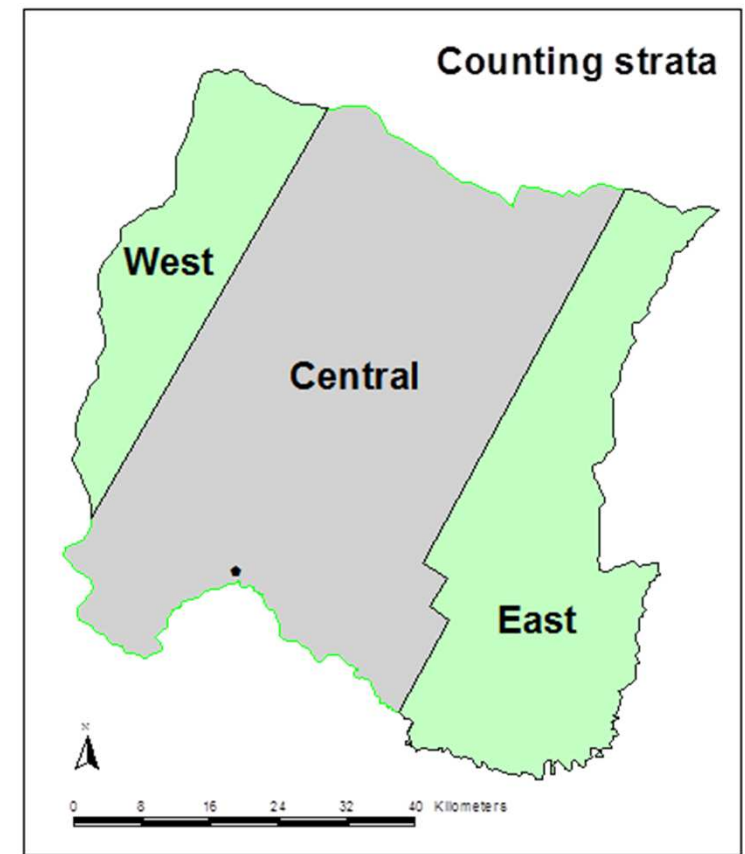 Counting strata
West
Central
East
N
0 8 16 24 32 40 Kilometers